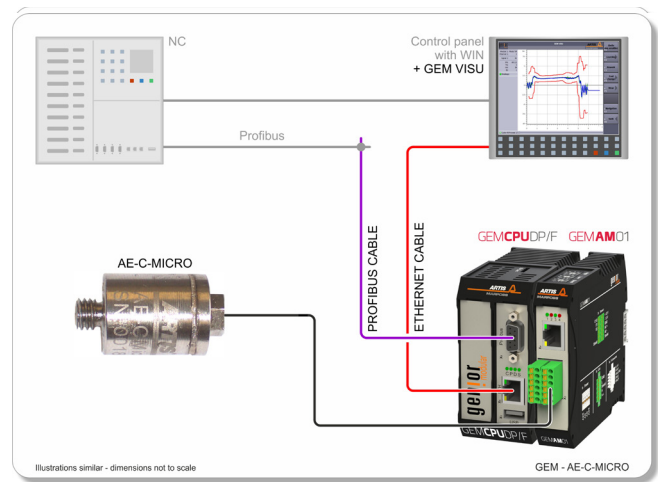 NC
Control panel
with WIN
+ GEM VISU
Profibus
PROFIBUS CABLE
ETHERNET CABLE
GEMCPUDP/F GEMAM01
AE-C-MICRO
ARTIS
ARTIS
genior
GEMCPUDP/F
GEMAM01
Illustrations similar - dimensions not to scale
GEM - AE-C-MICRO